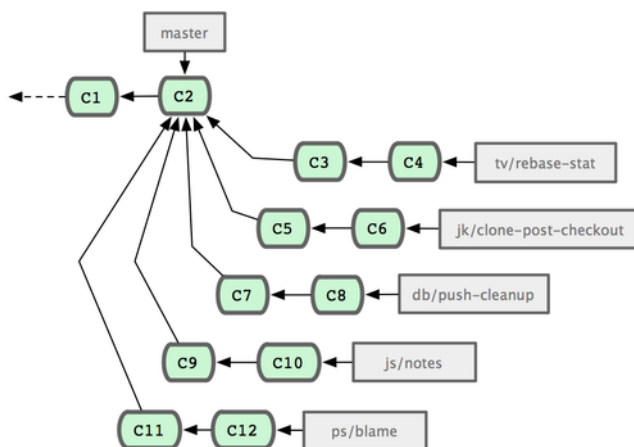 master
C1
C2
C3
C4
tv/rebase-stat
C5
C6
jk/clone-post-checkout
C7
C8
db/push-cleanup
C9
C10
js/notes
C11
C12
ps/blame